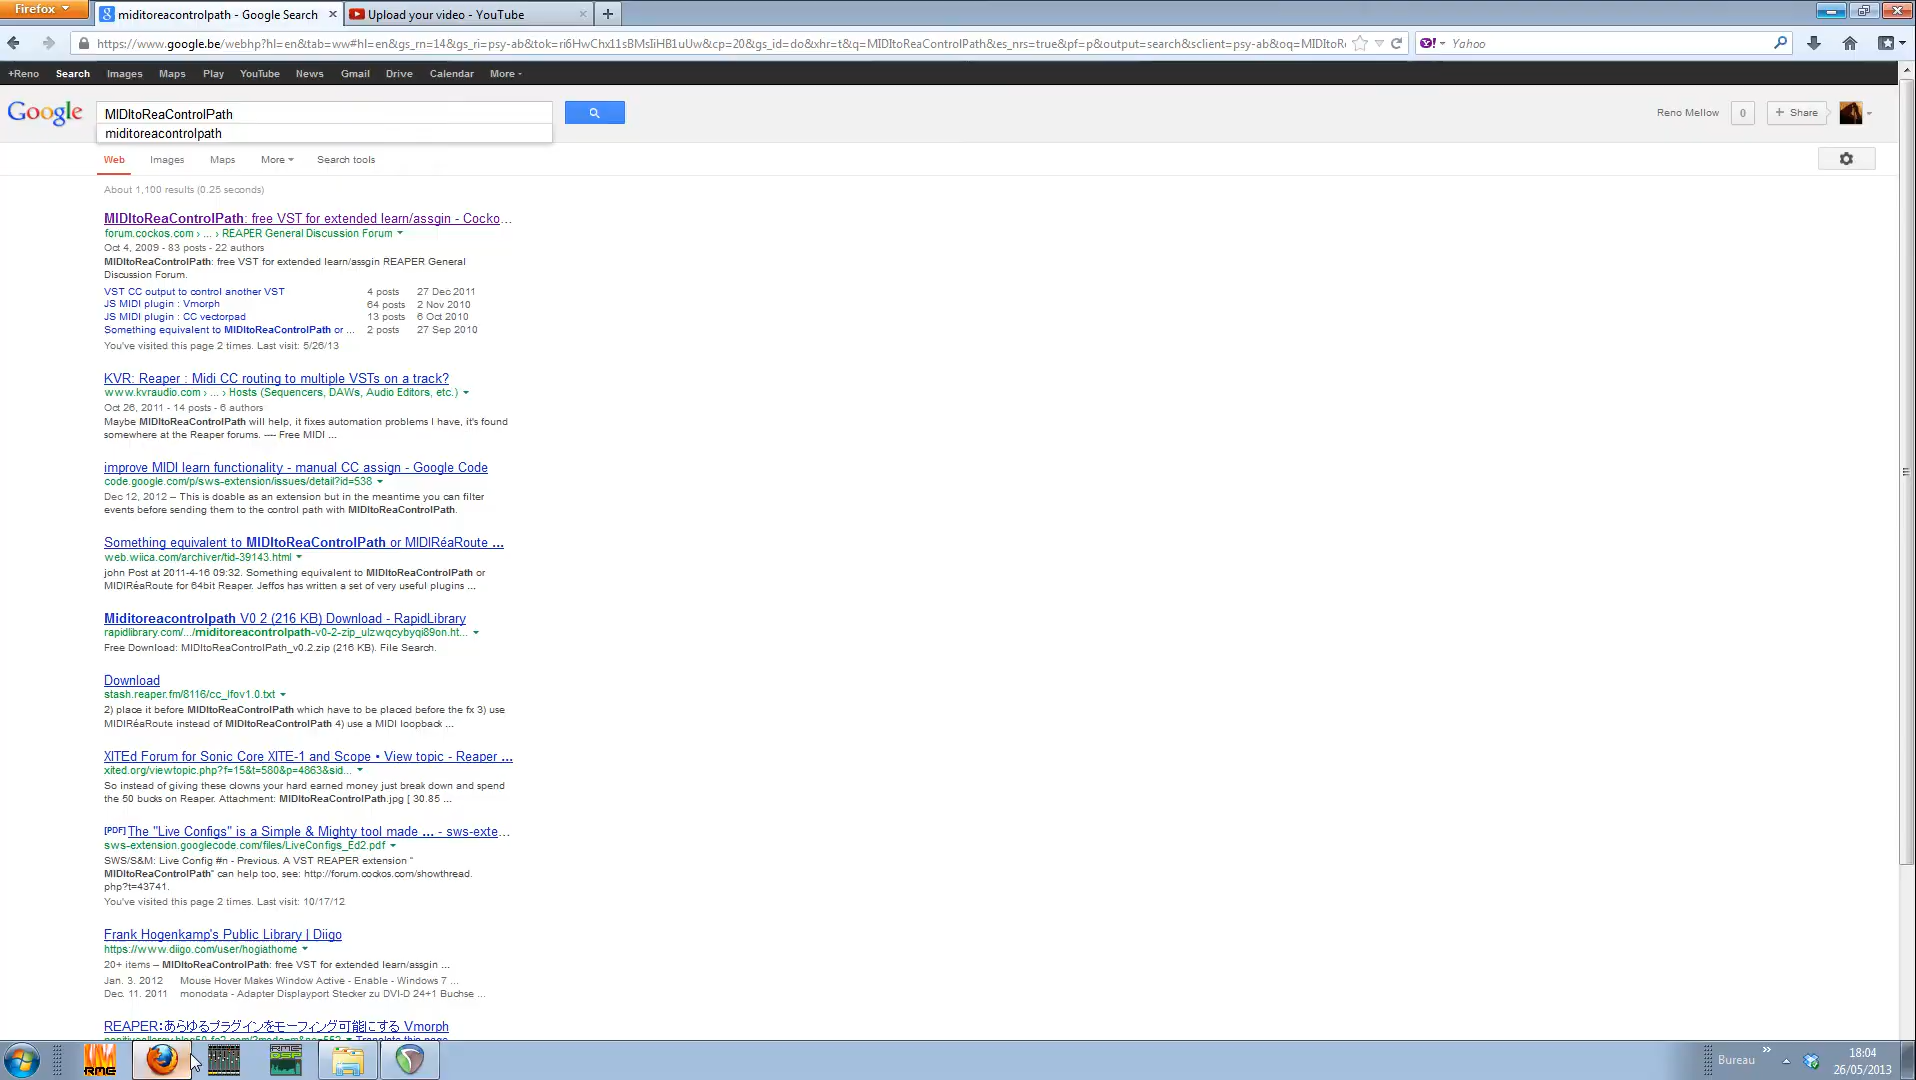 Firefox
miditoreacontrolpath - Google Search
Upload your video - YouTube
https://www.google.be/webhp?hl=en&tab=ww#hl=en&gs_rn=14&gs_ri=psy-ab&tok=ri6HwChx11sBMsIiHB1uUw&cp=20&gs_id=do&xhr=t&q=MIDItoReaControlPath&es_nrs=true&pf=p&output=search&sclient=psy-ab&oq=MIDItoR
Yahoo
+Reno Search Images Maps Play YouTube News Gmail Drive Calendar More
Google
MIDItoReaControlPath
Reno Mellow 0 + Share
miditoreacontrolpath
Web Images Maps More Search tools
About 1,100 results (0.25 seconds)
MIDItoReaControlPath: free VST for extended learn/assgin - Cocko...
forum.cockos.com › ... › REAPER General Discussion Forum
Oct 4, 2009 - 83 posts - 22 authors
MIDItoReaControlPath: free VST for extended learn/assgin REAPER General
Discussion Forum.
VST CC output to control another VST 4 posts 27 Dec 2011
JS MIDI plugin : Vmorph 64 posts 2 Nov 2010
JS MIDI plugin : CC vectorpad 13 posts 6 Oct 2010
Something equivalent to MIDItoReaControlPath or ... 2 posts 27 Sep 2010
You've visited this page 2 times. Last visit: 5/26/13
KVR: Reaper : Midi CC routing to multiple VSTs on a track?
www.kvraudio.com › ... › Hosts (Sequencers, DAWs, Audio Editors, etc.)
Oct 26, 2011 - 14 posts - 6 authors
Maybe MIDItoReaControlPath will help, it fixes automation problems I have, it's found
somewhere at the Reaper forums. ---- Free MIDI ...
improve MIDI learn functionality - manual CC assign - Google Code
code.google.com/p/sws-extension/issues/detail?id=538
Dec 12, 2012 – This is doable as an extension but in the meantime you can filter
events before sending them to the control path with MIDItoReaControlPath.
Something equivalent to MIDItoReaControlPath or MIDIRéaRoute ...
web.wiica.com/archiver/tid-39143.html
john Post at 2011-4-16 09:32. Something equivalent to MIDItoReaControlPath or
MIDIRéaRoute for 64bit Reaper. Jeffos has written a set of very useful plugins ...
Miditoreacontrolpath V0 2 (216 KB) Download - RapidLibrary
rapidlibrary.com/.../miditoreacontrolpath-v0-2-zip_ulzwqcybyqi89on.ht...
Free Download: MIDItoReaControlPath_v0.2.zip (216 KB). File Search.
Download
stash.reaper.fm/8116/cc_lfov1.0.txt
2) place it before MIDItoReaControlPath which have to be placed before the fx 3) use
MIDIRéaRoute instead of MIDItoReaControlPath 4) use a MIDI loopback ...
XITEd Forum for Sonic Core XITE-1 and Scope • View topic - Reaper ...
xited.org/viewtopic.php?f=15&t=580&p=4863&sid...
So instead of giving these clowns your hard earned money just break down and spend
the 50 bucks on Reaper. Attachment: MIDItoReaControlPath.jpg [ 30.85 ...
[PDF] The "Live Configs" is a Simple & Mighty tool made ... - sws-exte...
sws-extension.googlecode.com/files/LiveConfigs_Ed2.pdf
SWS/S&M: Live Config #n - Previous. A VST REAPER extension "
MIDItoReaControlPath" can help too, see: http://forum.cockos.com/showthread.
php?t=43741.
You've visited this page 2 times. Last visit: 10/17/12
Frank Hogenkamp's Public Library | Diigo
https://www.diigo.com/user/hogiathome
20+ items – MIDItoReaControlPath: free VST for extended learn/assgin ...
Jan. 3. 2012 Mouse Hover Makes Window Active - Enable - Windows 7 ...
Dec. 11. 2011 monodata - Adapter Displayport Stecker zu DVI-D 24+1 Buchse ...
REAPER:あらゆるプラグインをモーフィング可能にする Vmorph
RME
RME
DSP
Bureau
18:04
26/05/2013